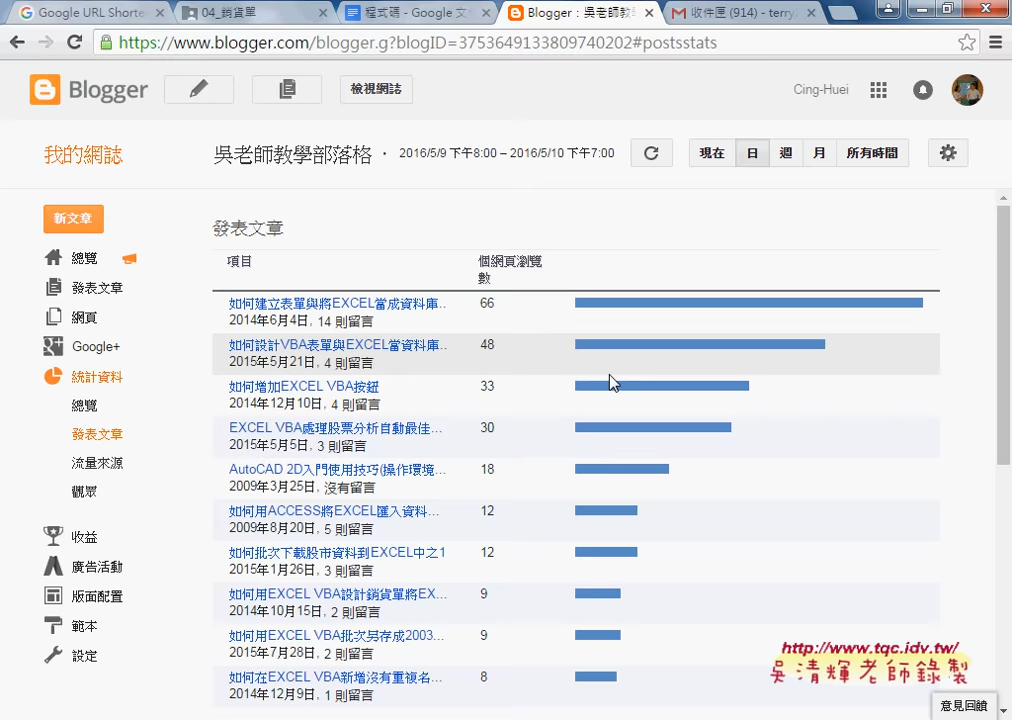 Google URL Shorte
04_銷貨單
程式碼 - Google 文
Blogger：吳老師教
收件匣 (914) - terry
https://www.blogger.com/blogger.g?blogID=3753649133809740202#postsstats
Blogger
檢視網誌
Cing-Huei
我的網誌
吳老師教學部落格 · 2016/5/9 下午8:00 – 2016/5/10 下午7:00
現在 日 週 月 所有時間
新文章
總覽
發表文章
網頁
Google+
統計資料
總覽
發表文章
流量來源
觀眾
收益
廣告活動
版面配置
範本
設定
發表文章
項目
個網頁瀏覽
數
如何建立表單與將EXCEL當成資料庫... 66
2014年6月4日, 14 則留言
如何設計VBA表單與EXCEL當資料庫... 48
2015年5月21日, 4 則留言
如何增加EXCEL VBA按鈕 33
2014年12月10日, 4 則留言
EXCEL VBA處理股票分析自動最佳... 30
2015年5月5日, 3 則留言
AutoCAD 2D入門使用技巧(操作環境... 18
2009年3月25日, 沒有留言
如何用ACCESS將EXCEL匯入資料... 12
2009年8月20日, 5 則留言
如何批次下載股市資料到EXCEL中之1 12
2015年1月26日, 3 則留言
如何用EXCEL VBA設計銷貨單將EX... 9
2014年10月15日, 2 則留言
如何用EXCEL VBA批次另存成2003... 9
2015年7月28日, 2 則留言
如何在EXCEL VBA新增沒有重複名... 8
2014年12月9日, 1 則留言
http://www.tqc.idv.tw/
吳清輝老師錄製
意見回饋